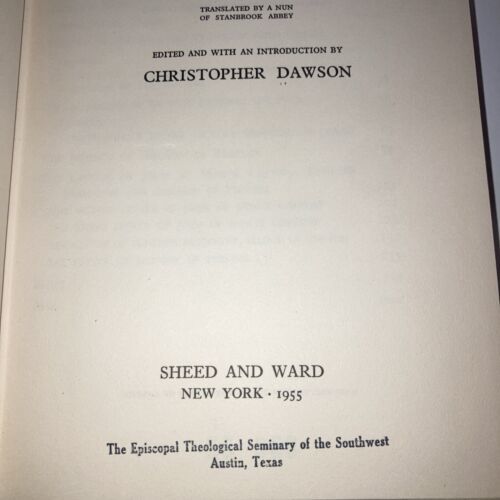 TRANSLATED BY A NUN
OF STANBROOK ABBEY
EDITED AND WITH AN INTRODUCTION BY
CHRISTOPHER DAWSON
SHEED AND WARD
NEW YORK · 1955
The Episcopal Theological Seminary of the Southwest
Austin, Texas